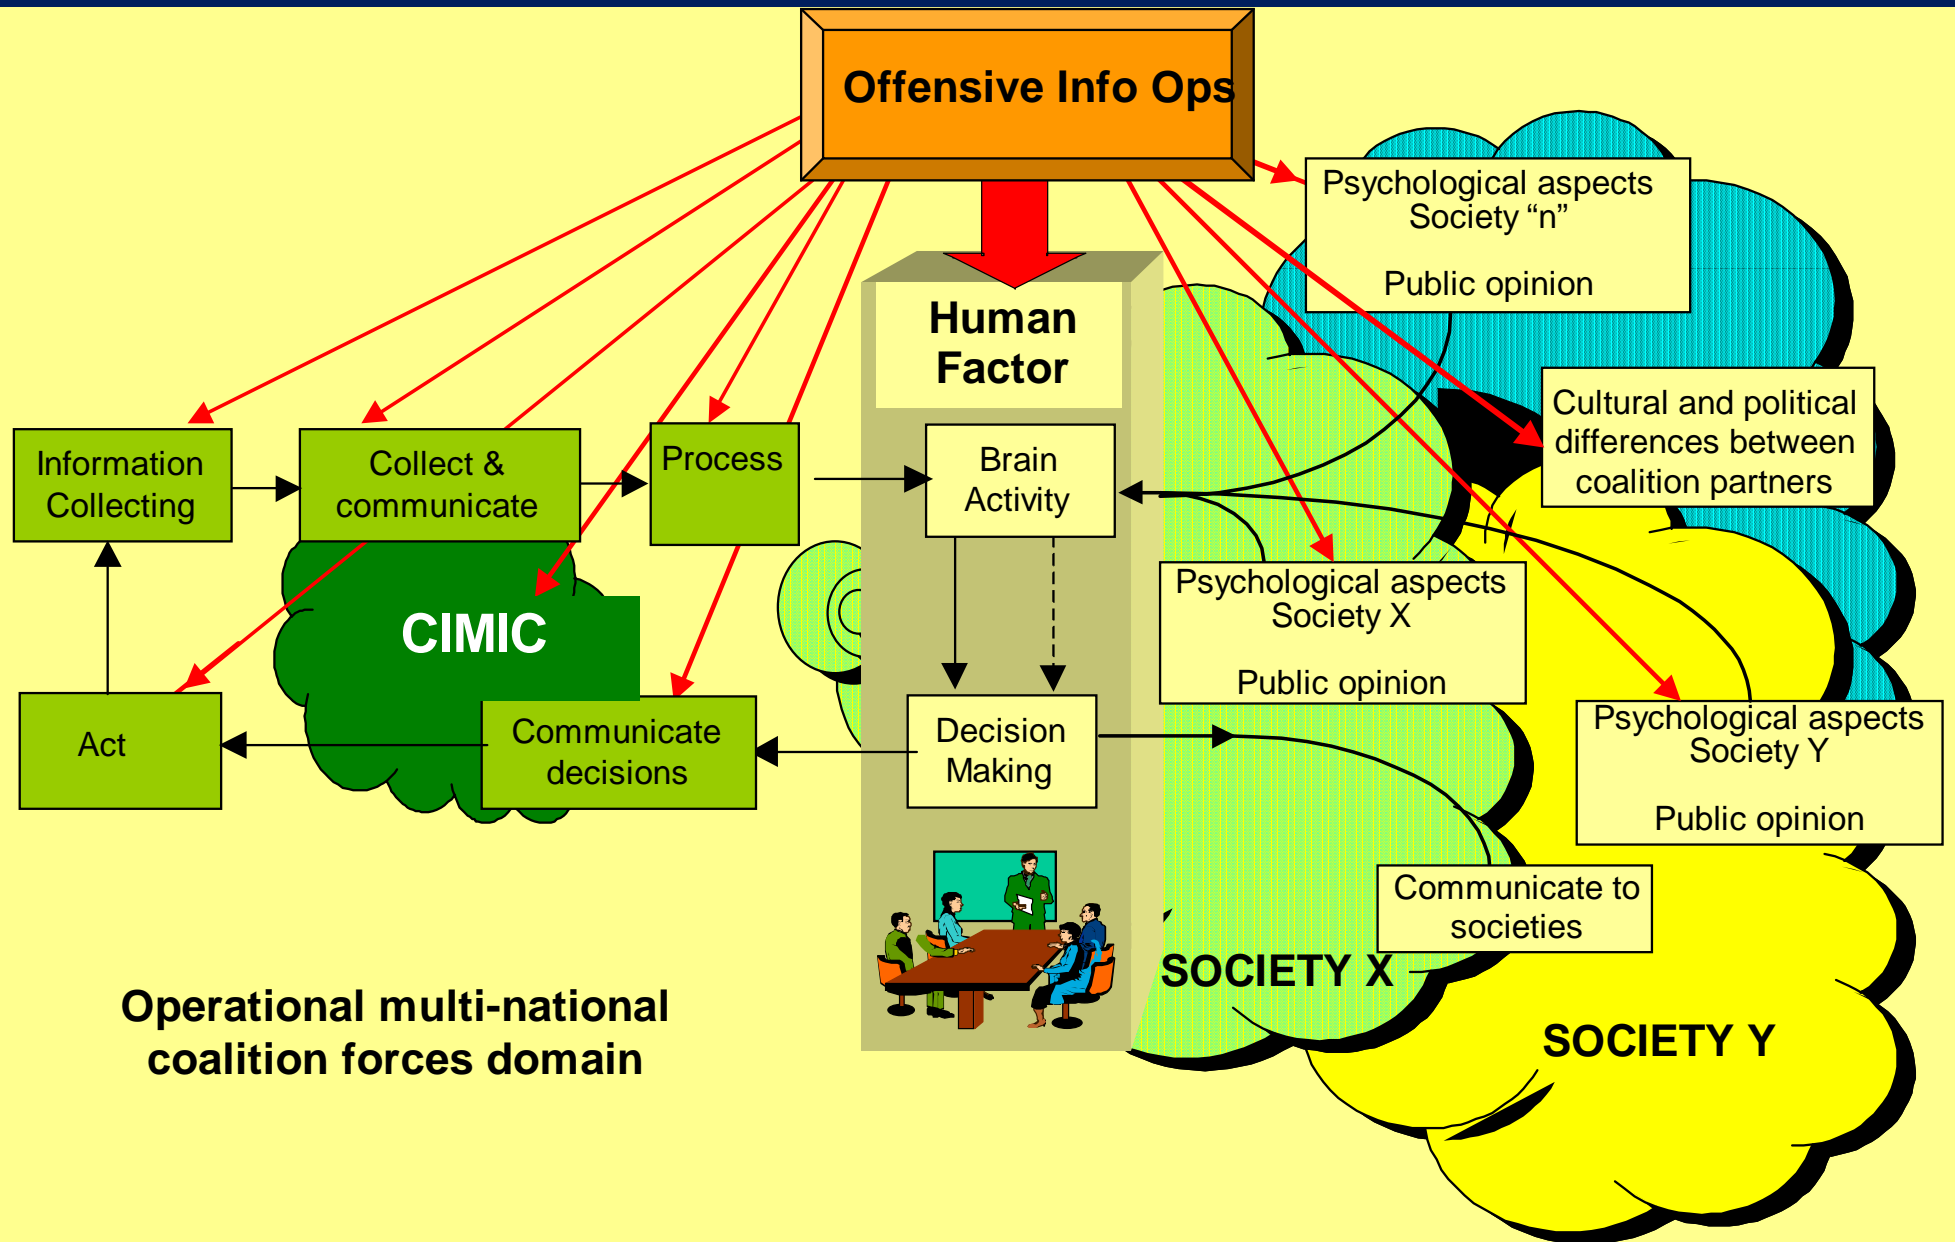 Offensive Info Ops
Psychological aspects
Society “n”
Public opinion
Human
Factor
Cultural and political
differences between
coalition partners
Information
Collecting
Collect &
communicate
Process
Brain
Activity
Psychological aspects
Society X
Public opinion
CIMIC
Act
Communicate
decisions
Decision
Making
Psychological aspects
Society Y
Public opinion
Communicate to
societies
SOCIETY X
SOCIETY Y
Operational multi-national
coalition forces domain